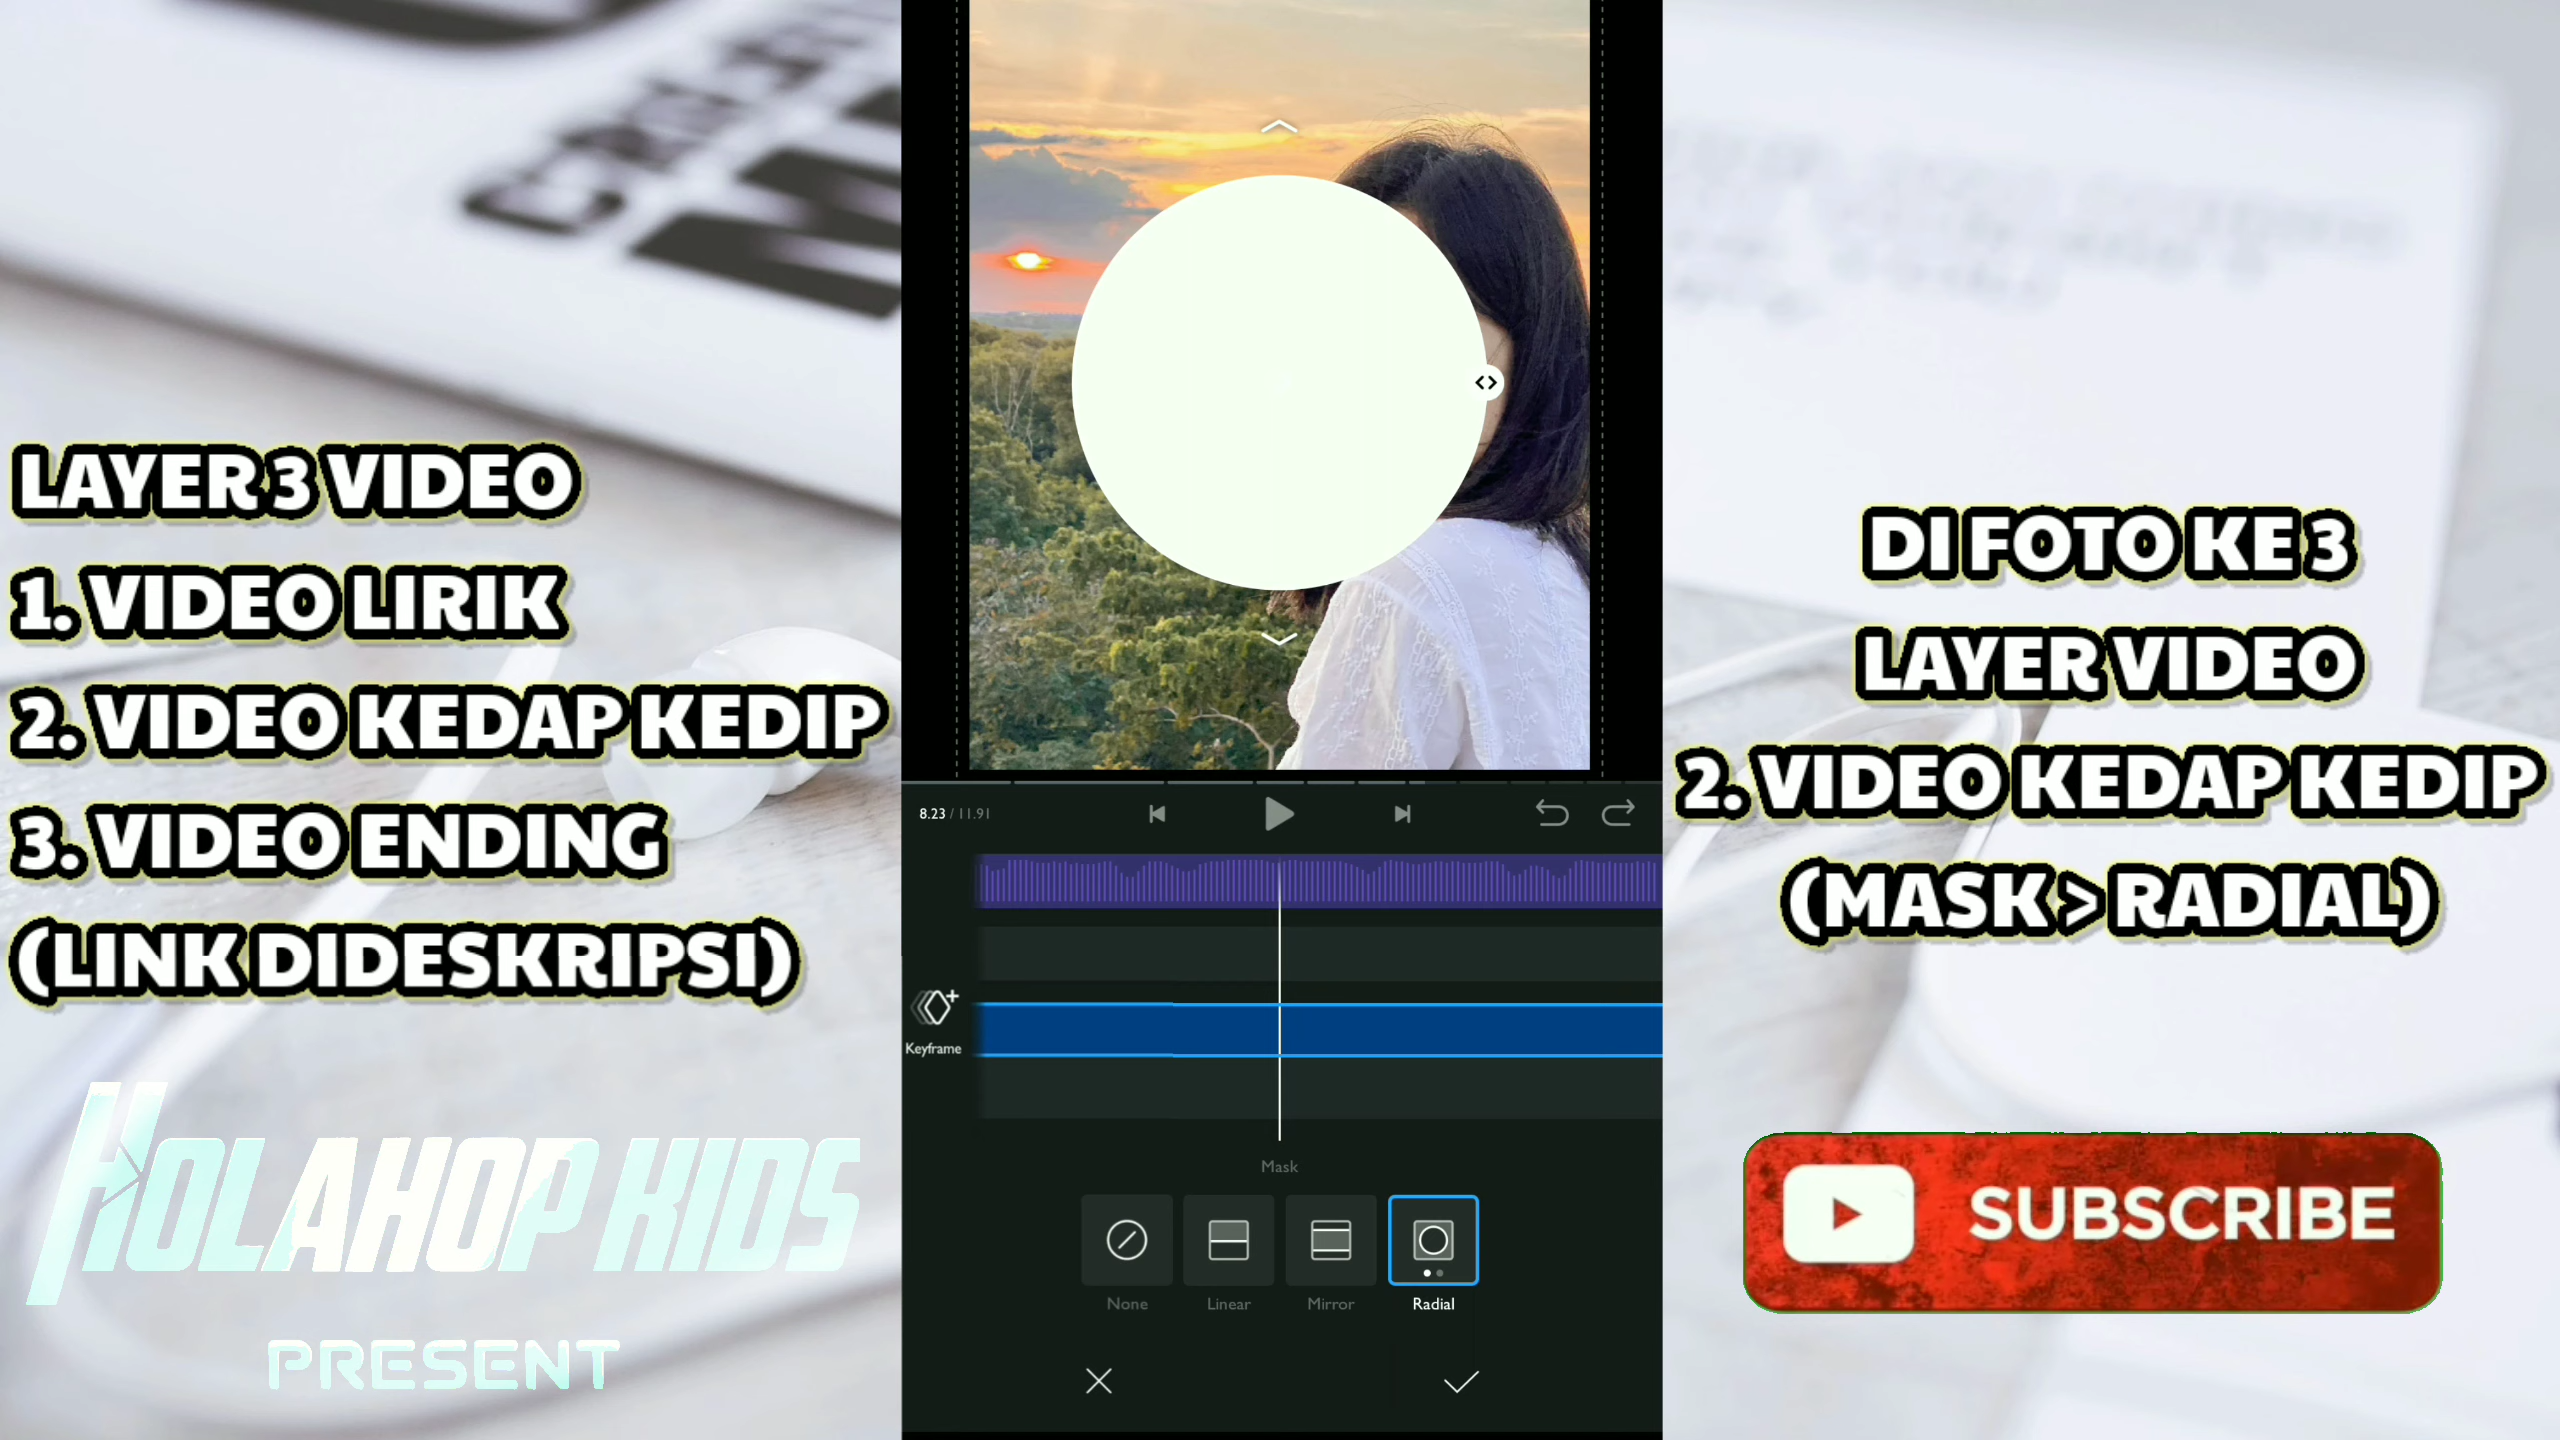 LAYER 3 VIDEO
1. VIDEO LIRIK
2. VIDEO KEDAP KEDIP
3. VIDEO ENDING
(LINK DIDESKRIPSI)
HOLAHOP KIDS
PRESENT
8.23 / 11.91
Keyframe
Mask
None
Linear
Mirror
Radial
DI FOTO KE 3
LAYER VIDEO
2. VIDEO KEDAP KEDIP
(MASK > RADIAL)
SUBSCRIBE